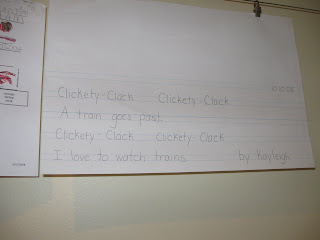 Clickety-Clack Clickety-Clack
A train goes past.
Clickety-Clack Clickety-Clack
I love to watch trains. by Kayleigh